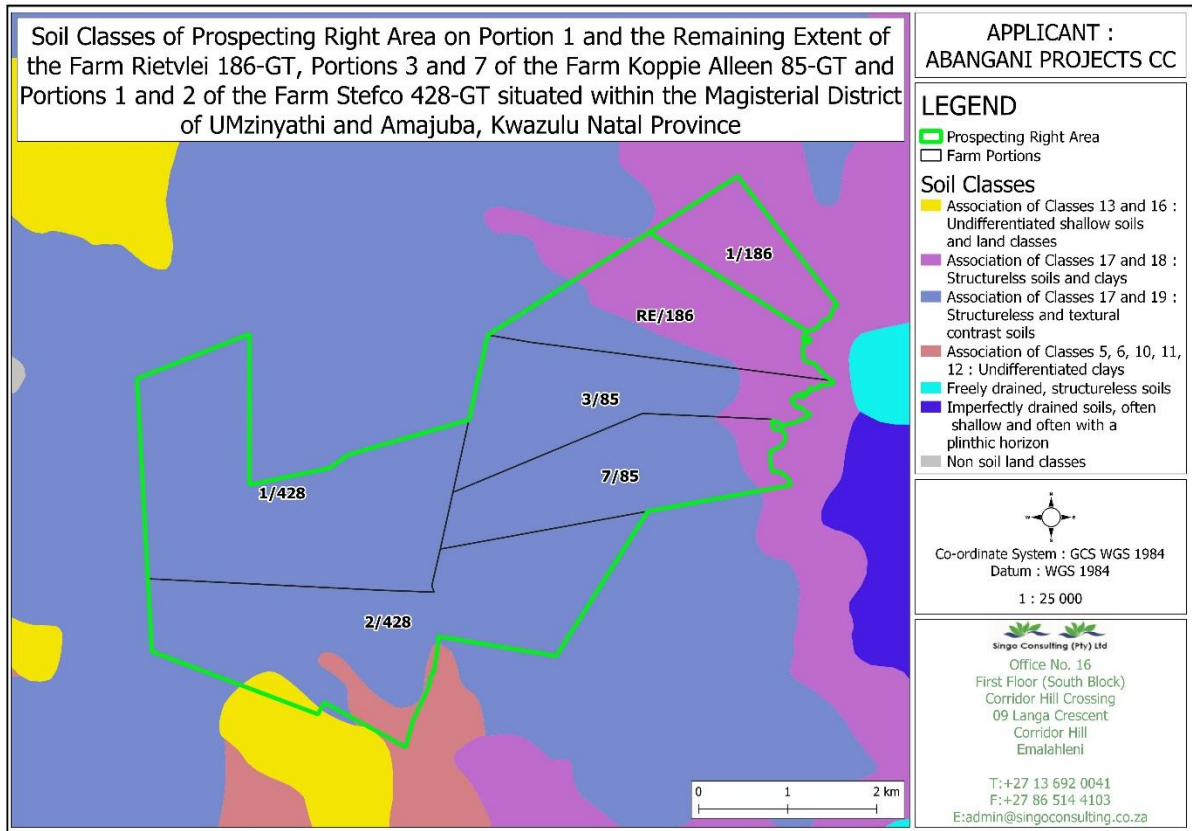 Soil Classes of Prospecting Right Area on Portion 1 and the Remaining Extent of
the Farm Rietvlei 186-GT, Portions 3 and 7 of the Farm Koppie Alleen 85-GT and
Portions 1 and 2 of the Farm Stefco 428-GT situated within the Magisterial District
of UMzinyathi and Amajuba, Kwazulu Natal Province
1/186
RE/186
3/85
7/85
1/428
2/428
0 1 2 km
APPLICANT :
ABANGANI PROJECTS CC
LEGEND
Prospecting Right Area
Farm Portions
Soil Classes
Association of Classes 13 and 16 :
Undifferentiated shallow soils
and land classes
Association of Classes 17 and 18 :
Structurelss soils and clays
Association of Classes 17 and 19 :
Structureless and textural
contrast soils
Association of Classes 5, 6, 10, 11,
12 : Undifferentiated clays
Freely drained, structureless soils
Imperfectly drained soils, often
shallow and often with a
plinthic horizon
Non soil land classes
N
W E
S
Co-ordinate System : GCS WGS 1984
Datum : WGS 1984
1 : 25 000
Singo Consulting (Pty) Ltd
Office No. 16
First Floor (South Block)
Corridor Hill Crossing
09 Langa Crescent
Corridor Hill
Emalahleni
T:+27 13 692 0041
F:+27 86 514 4103
E:admin@singoconsulting.co.za